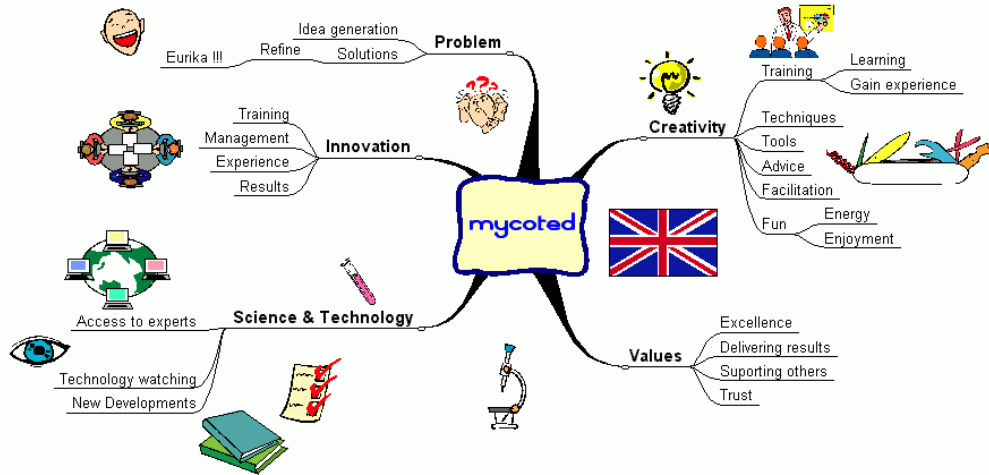 mycoted
Problem
Idea generation
Solutions
Refine
Eurika !!!
Innovation
Training
Management
Experience
Results
Science & Technology
Access to experts
Technology watching
New Developments
Creativity
Training
Learning
Gain experience
Techniques
Tools
Advice
Facilitation
Fun
Energy
Enjoyment
Values
Excellence
Delivering results
Suporting others
Trust
???